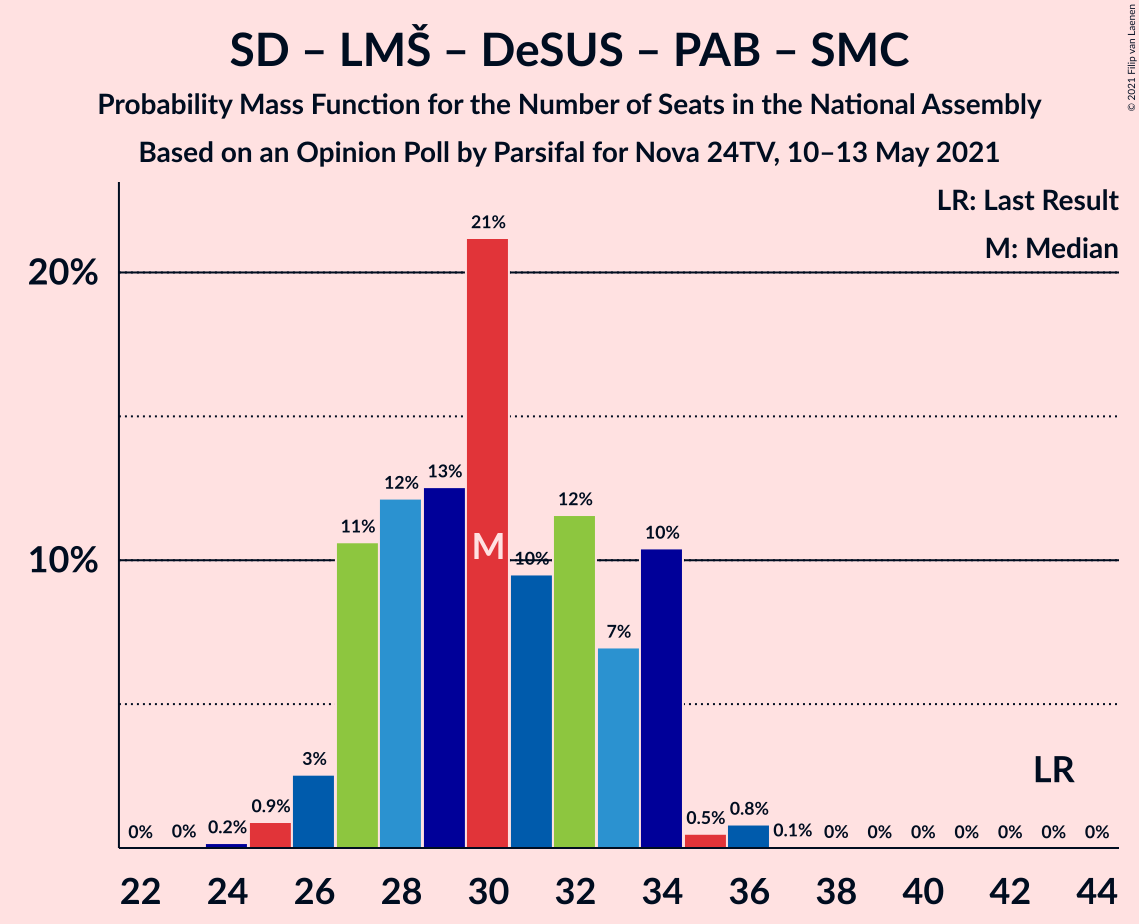 SD – LMŠ – DeSUS – PAB – SMC
Probability Mass Function for the Number of Seats in the National Assembly
Based on an Opinion Poll by Parsifal for Nova 24TV, 10–13 May 2021
© 2021 Filip van Laenen
LR: Last Result
M: Median
20%
10%
0%
0%
0.2%
0.9%
3%
11%
12%
13%
21%
M
10%
12%
7%
10%
0.5%
0.8%
0.1%
0%
0%
0%
0%
0%
0%
0%
LR
22 24 26 28 30 32 34 36 38 40 42 44